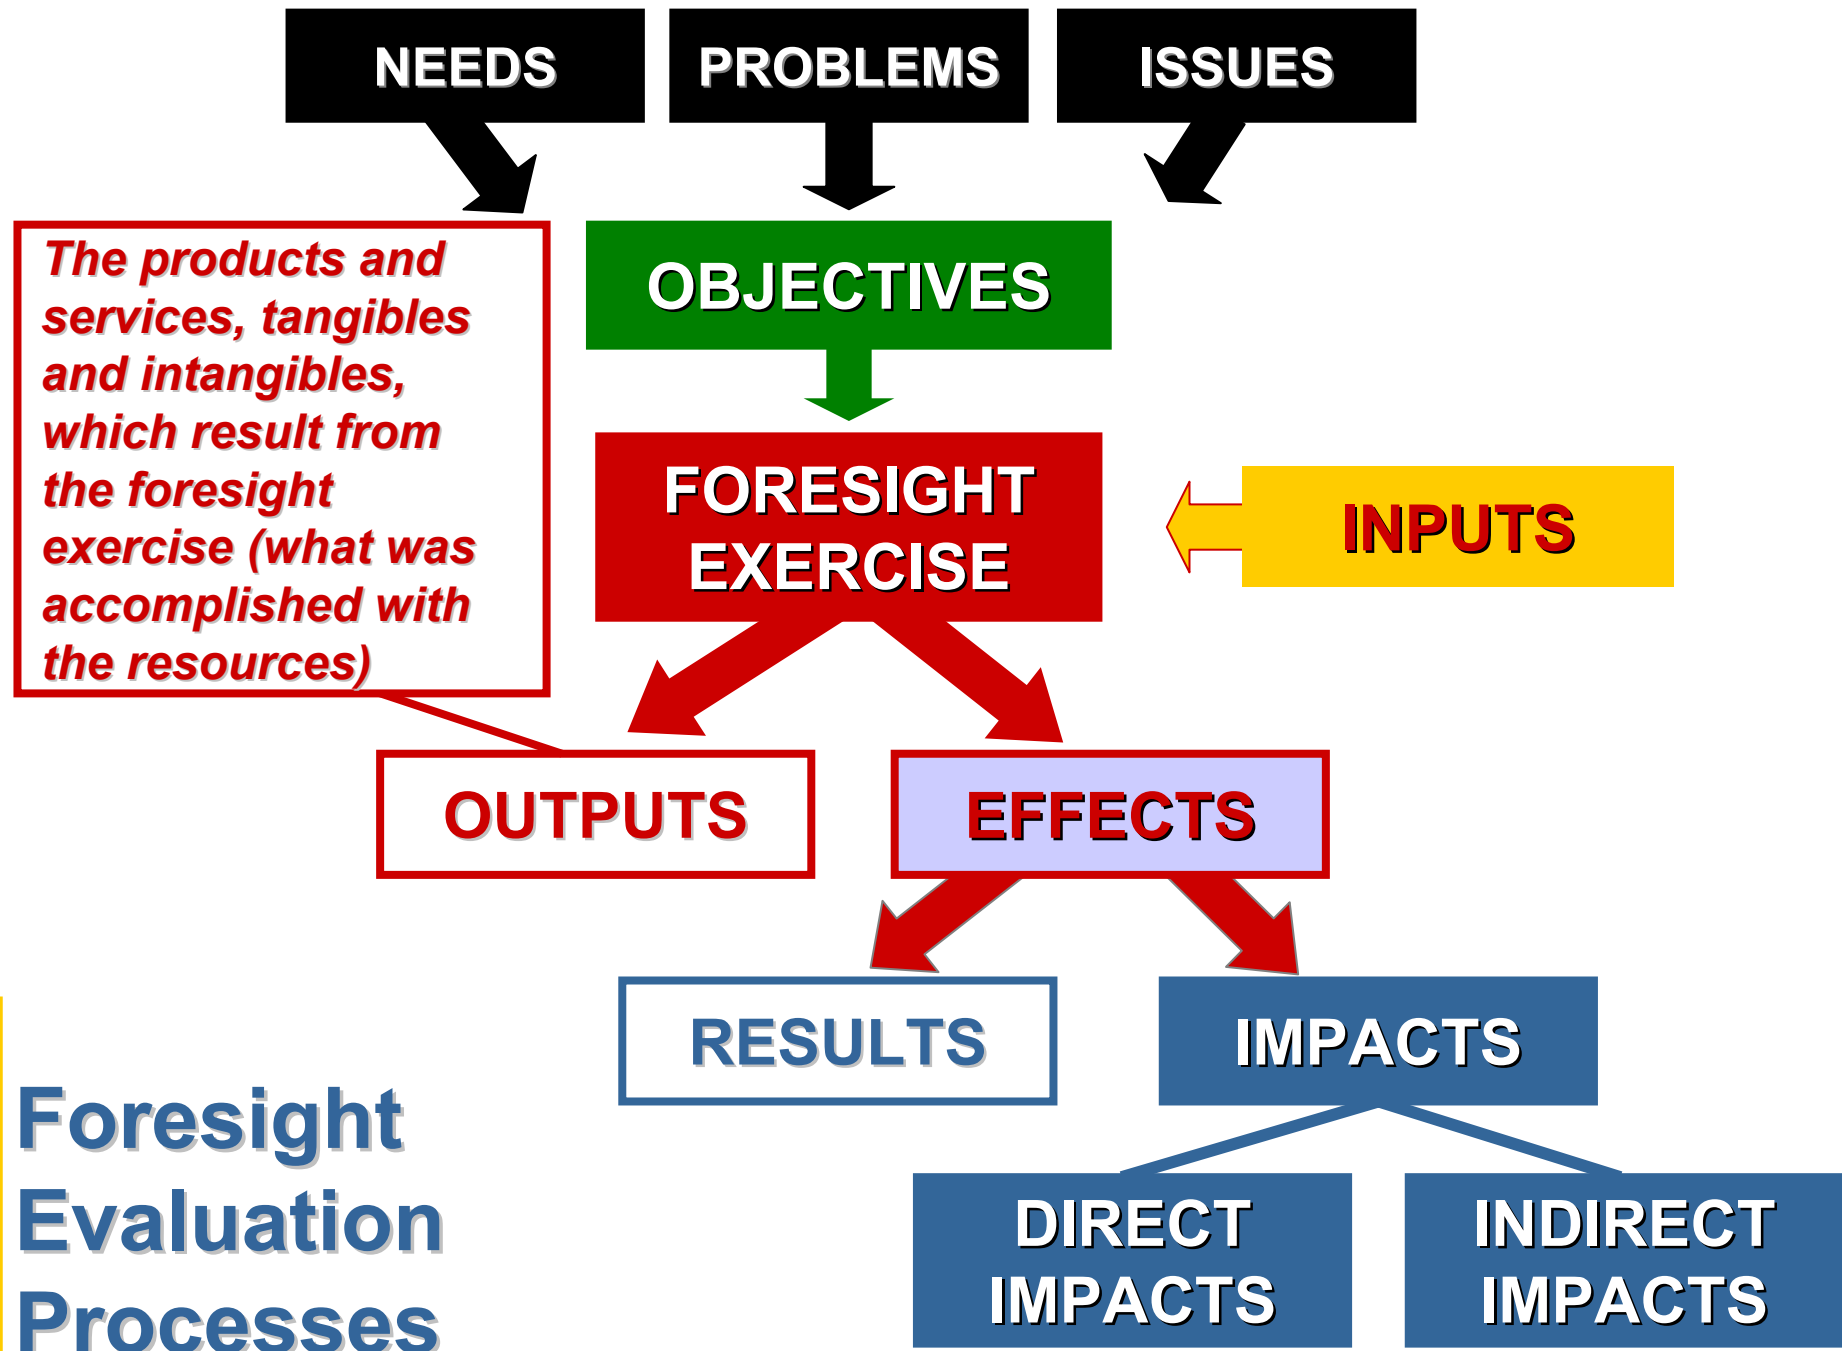 NEEDS
PROBLEMS
ISSUES
The products and
services, tangibles
and intangibles,
which result from
the foresight
exercise (what was
accomplished with
the resources)
OBJECTIVES
FORESIGHT
EXERCISE
INPUTS
OUTPUTS
EFFECTS
RESULTS
IMPACTS
DIRECT
IMPACTS
INDIRECT
IMPACTS
Foresight
Evaluation
Processes